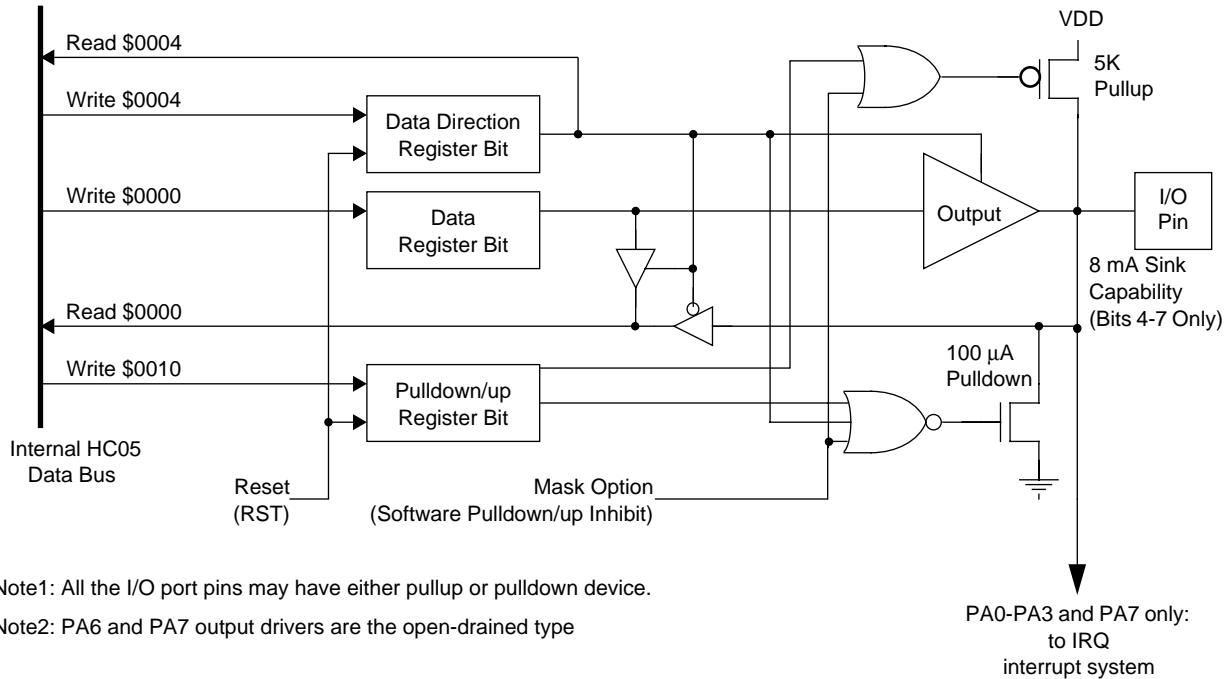 VDD
Read $0004
5K
Pullup
Write $0004
Data Direction
Register Bit
Write $0000
Data
Register Bit
Output
I/O
Pin
8 mA Sink
Capability
(Bits 4-7 Only)
Read $0000
100 μA
Pulldown
Write $0010
Pulldown/up
Register Bit
Internal HC05
Data Bus
Reset
(RST)
Mask Option
(Software Pulldown/up Inhibit)
Note1: All the I/O port pins may have either pullup or pulldown device.
Note2: PA6 and PA7 output drivers are the open-drained type
PA0-PA3 and PA7 only:
to IRQ
interrupt system